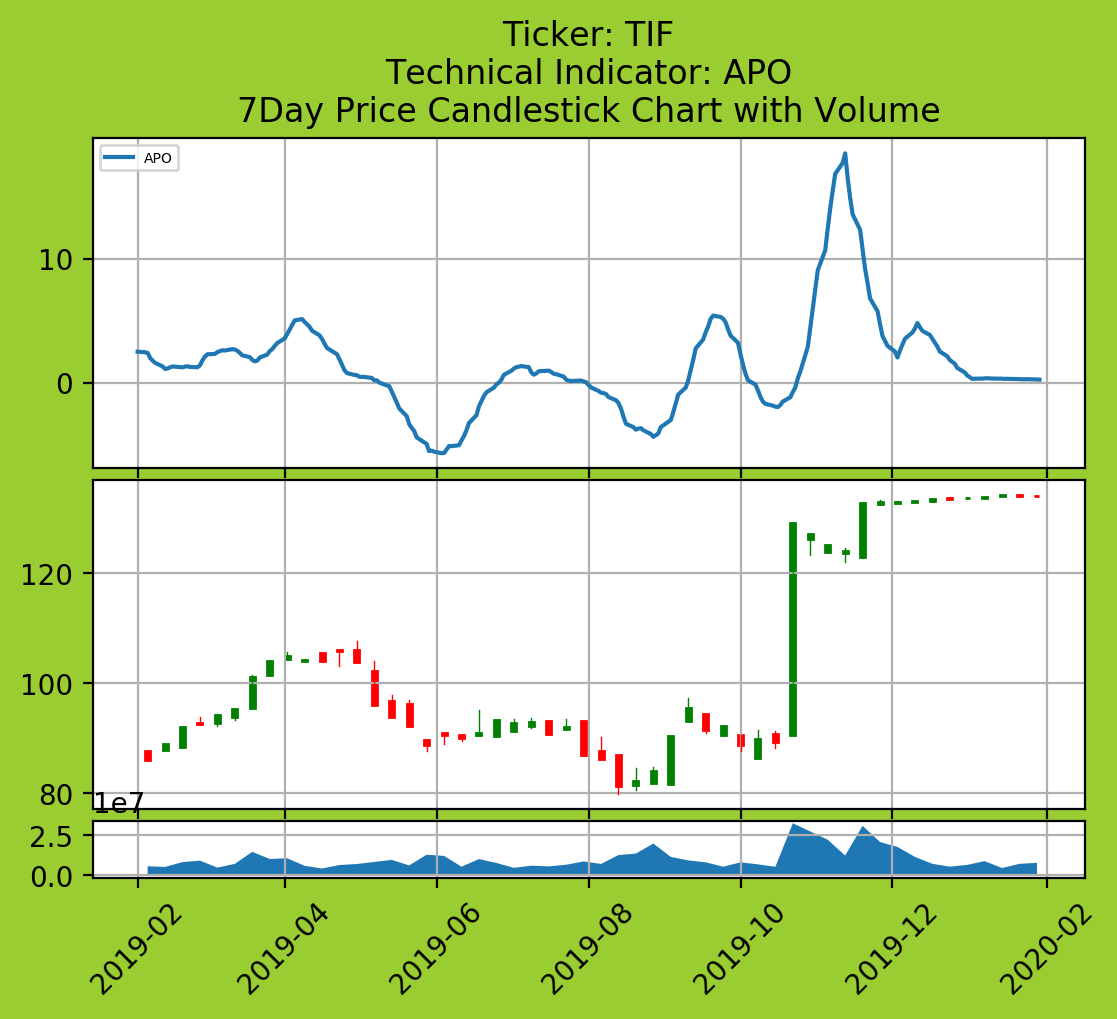 Ticker: TIF
Technical Indicator: APO
7Day Price Candlestick Chart with Volume
APO
10
0
120
100
80
1e7
2.5
0.0
2019-02
2019-04
2019-06
2019-08
2019-10
2019-12
2020-02